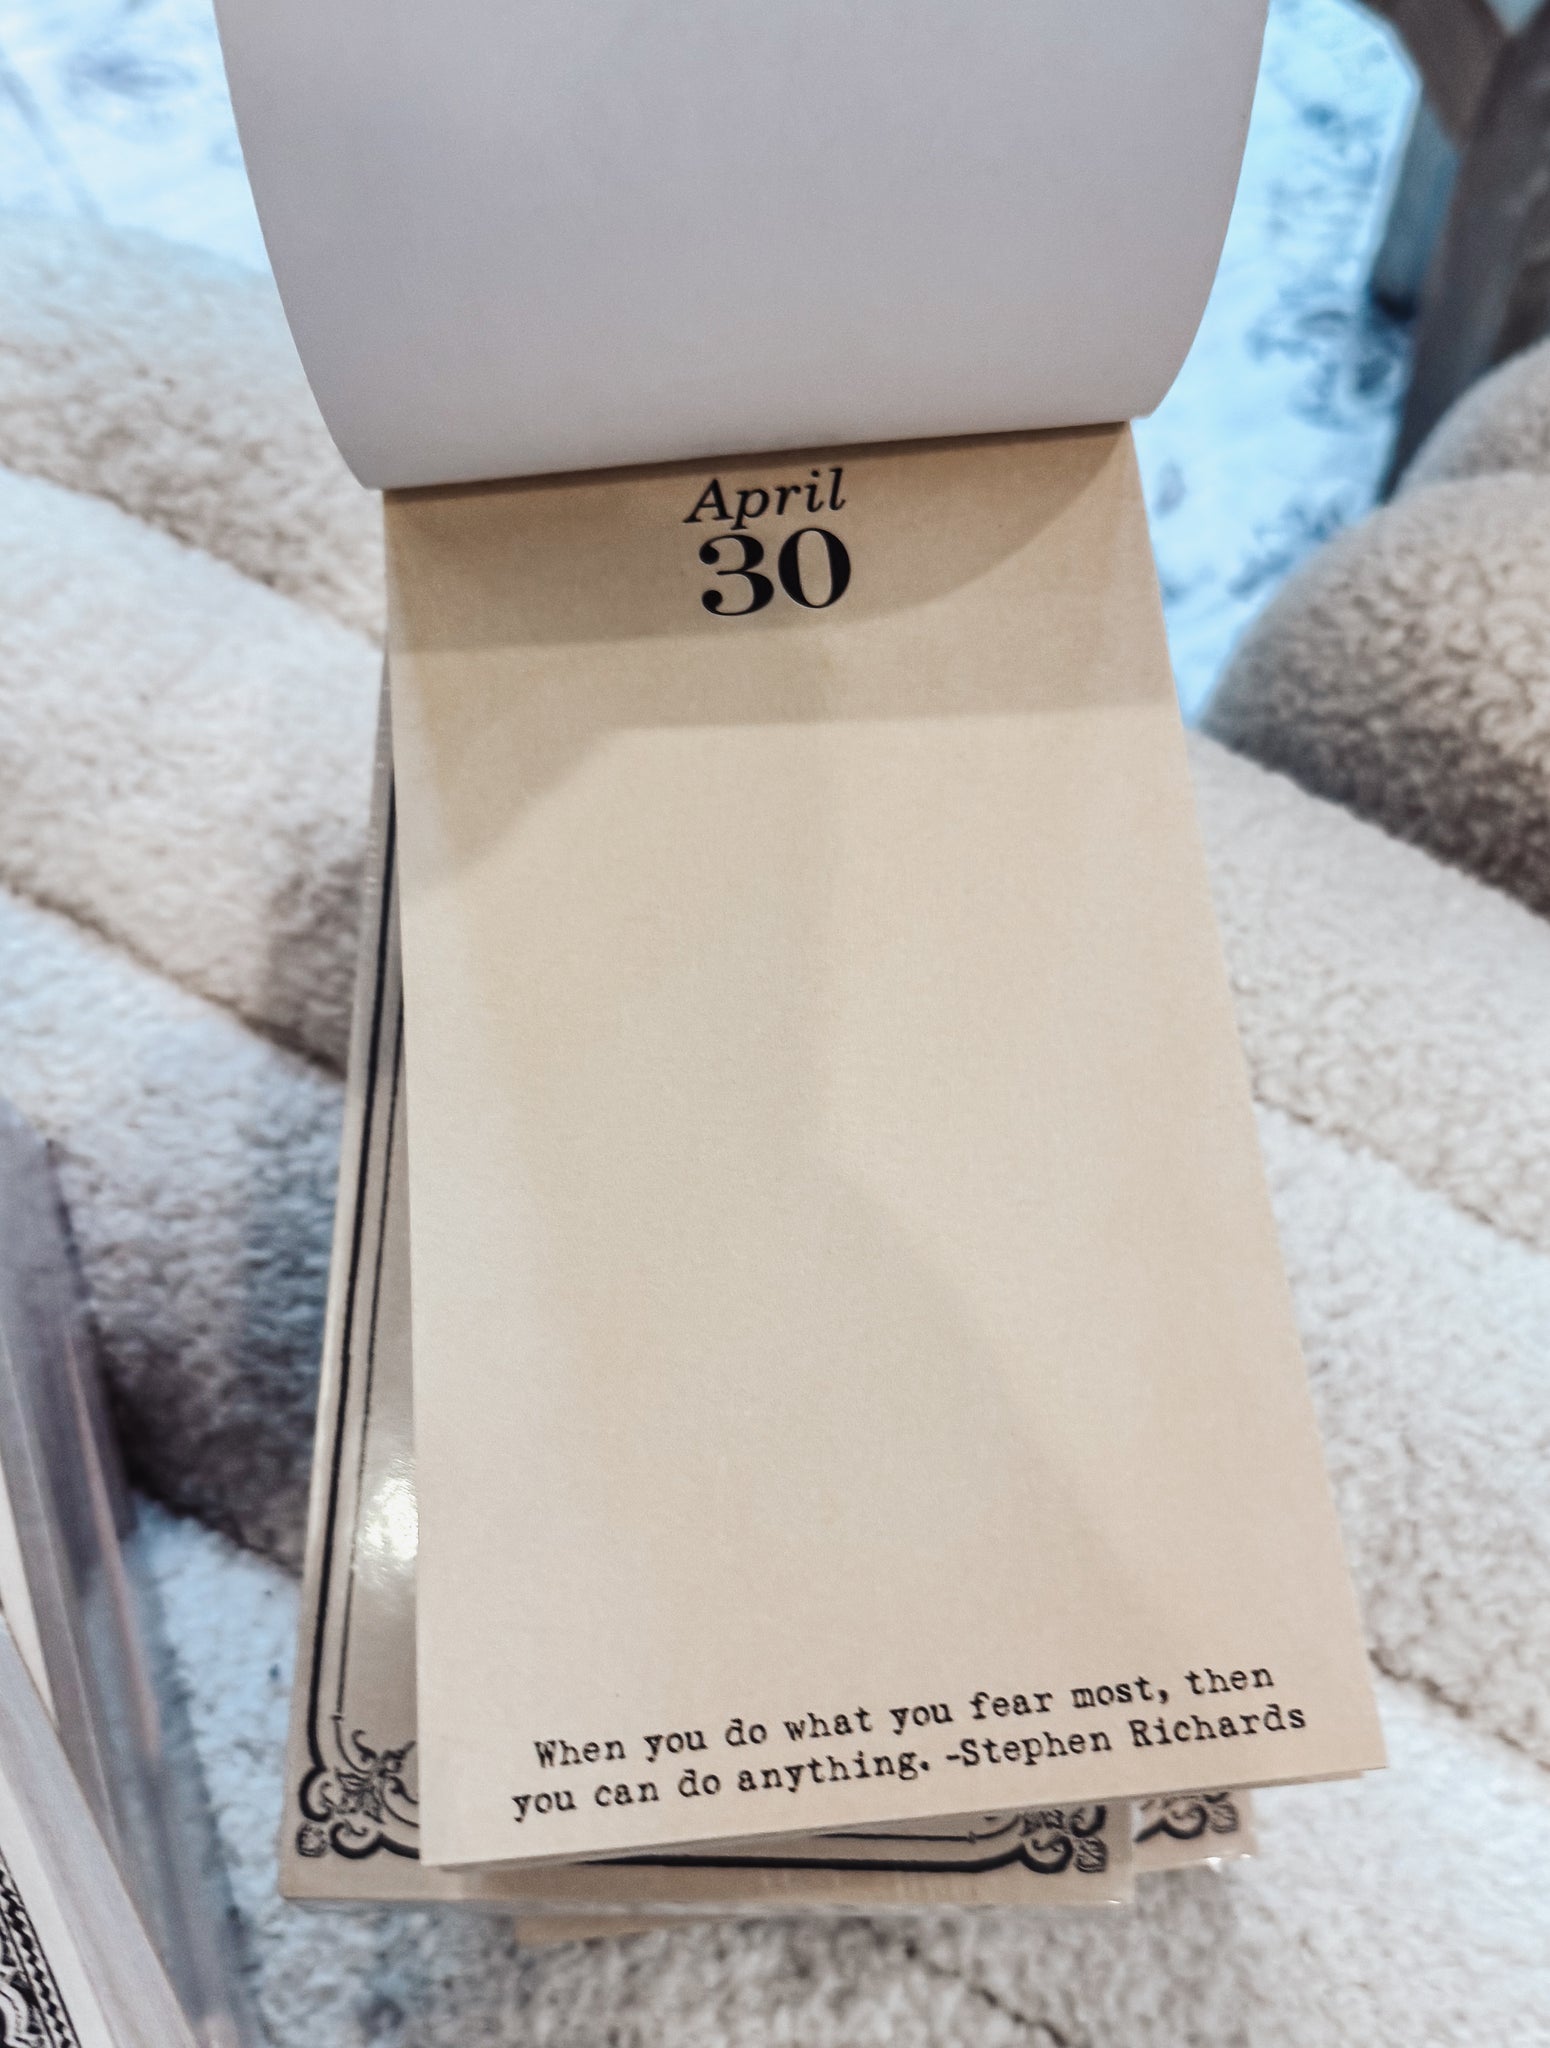 April
30
When you do what you fear most, then
you can do anything. -Stephen Richards